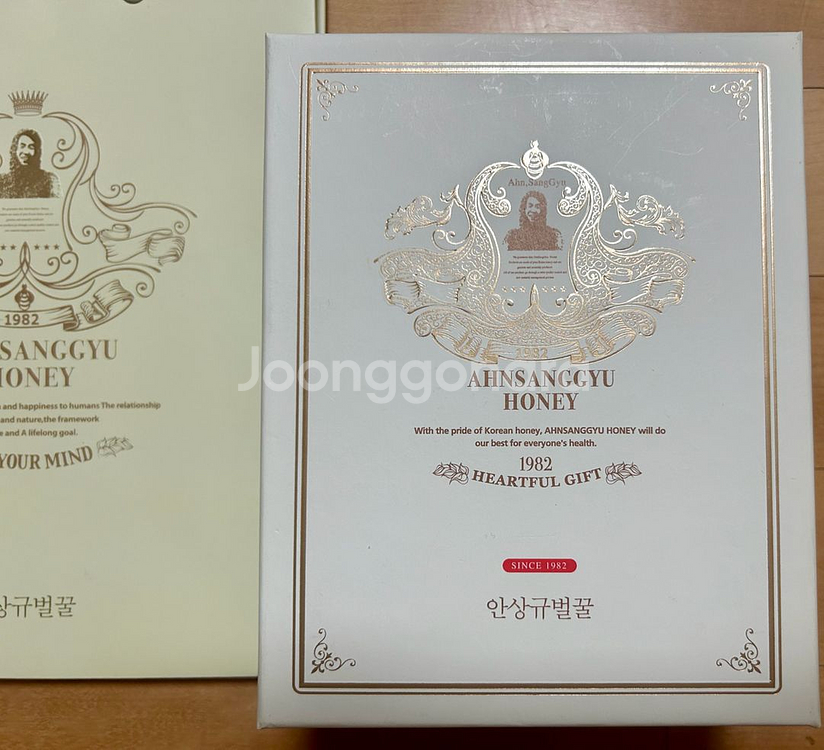 1982
SANGGYU
HONEY
and happiness to humans The relationship
and nature,the framework
e and A lifelong goal.
YOUR MIND
상규벌꿀
Ahn,SangGyu
1982
AHNSANGGYU
HONEY
With the pride of Korean honey, AHNSANGGYU HONEY will do
our best for everyone's health.
1982
HEARTFUL GIFT
SINCE 1982
안상규벌꿀